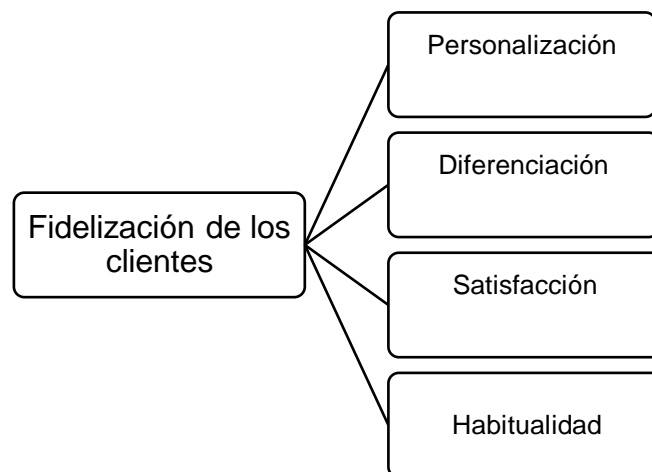 Fidelización de los
clientes
Personalización
Diferenciación
Satisfacción
Habitualidad